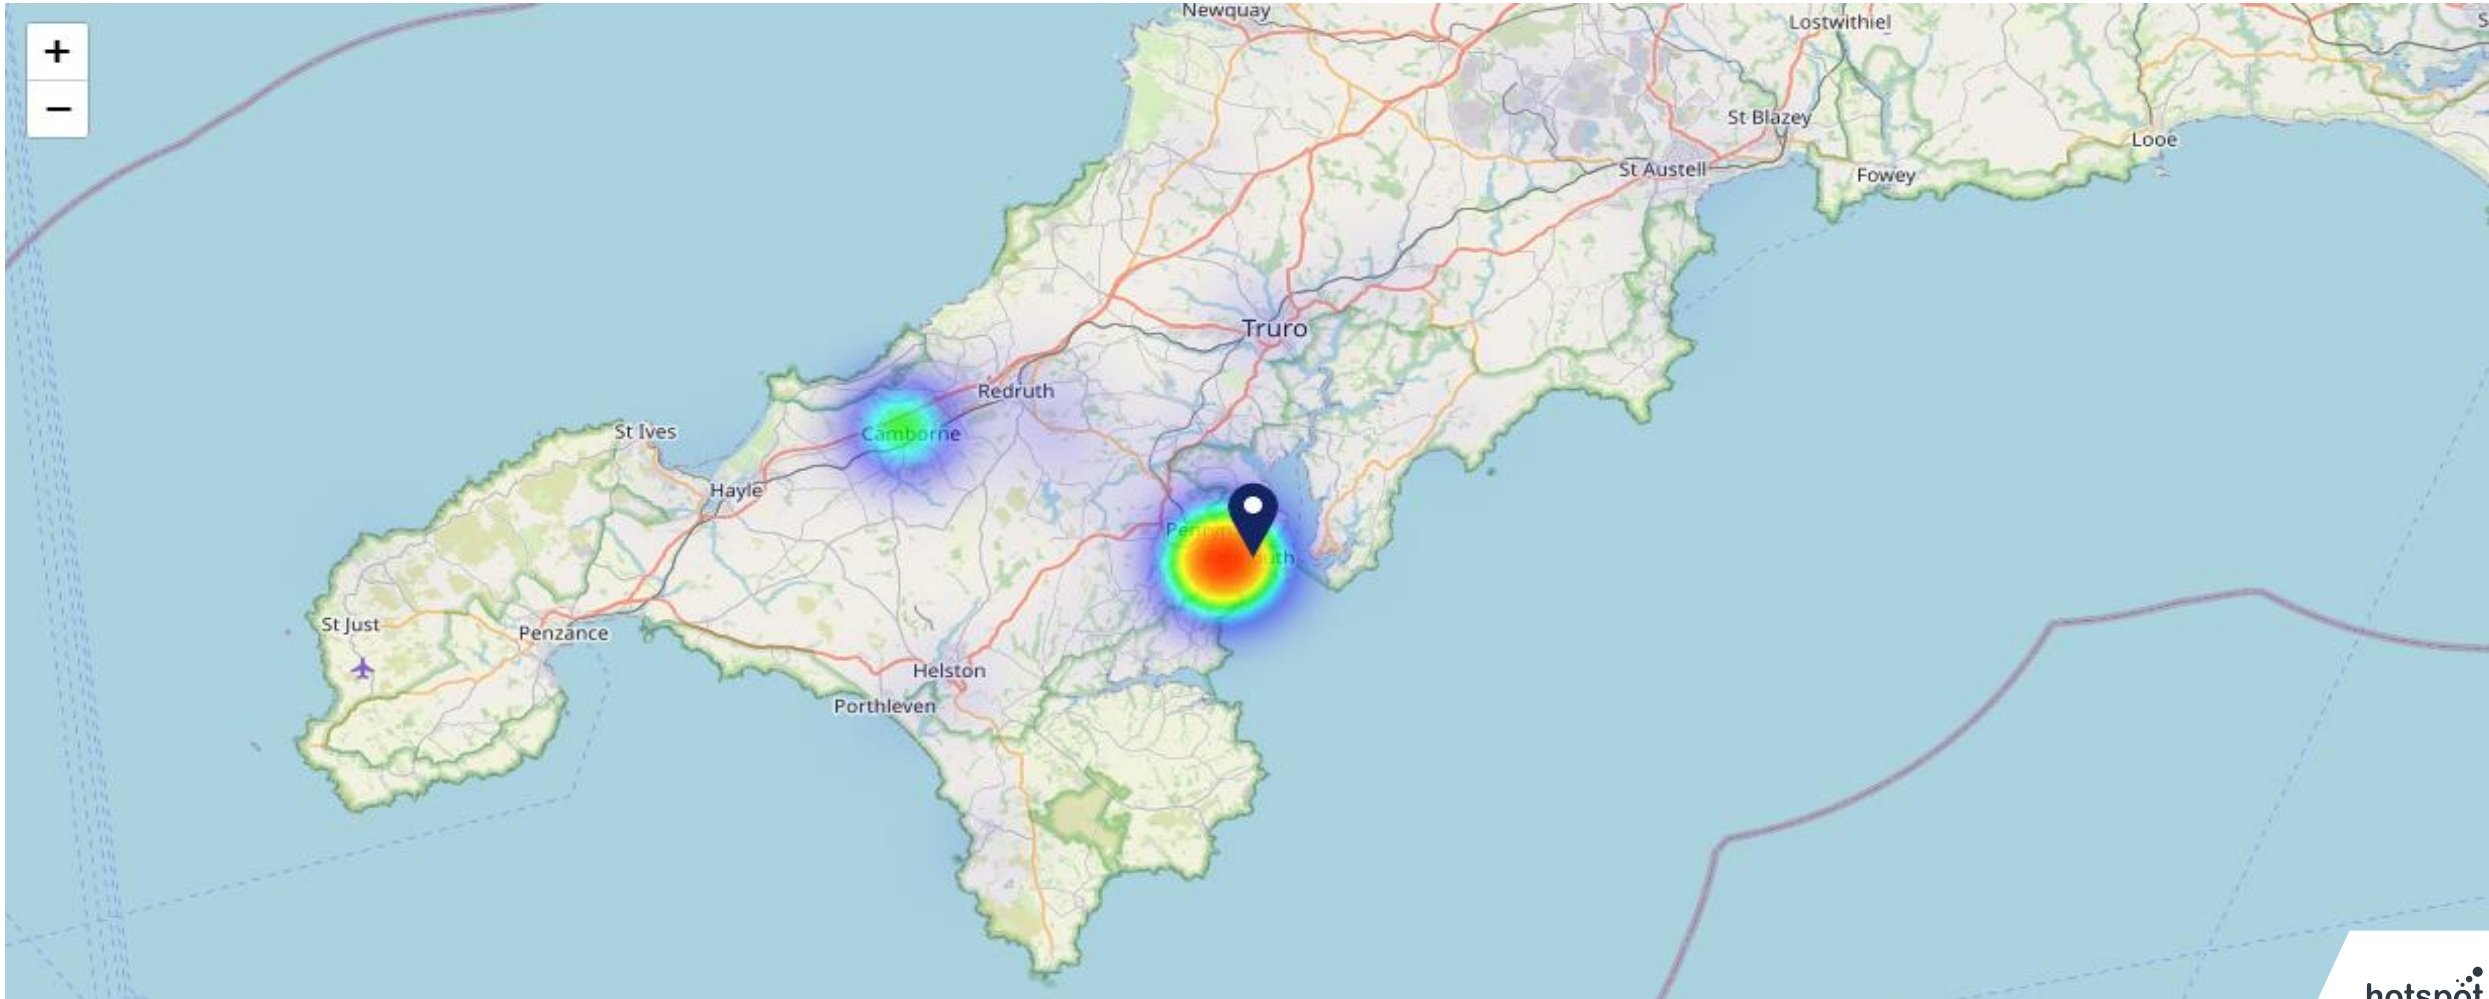 Newquay
Lostwithiel
+
St Blazey
−
Looe
St Austell
Fowey
Truro
Redruth
St Ives
Camborne
Hayle
St Just
Penzance
Helston
Porthleven
hotspot